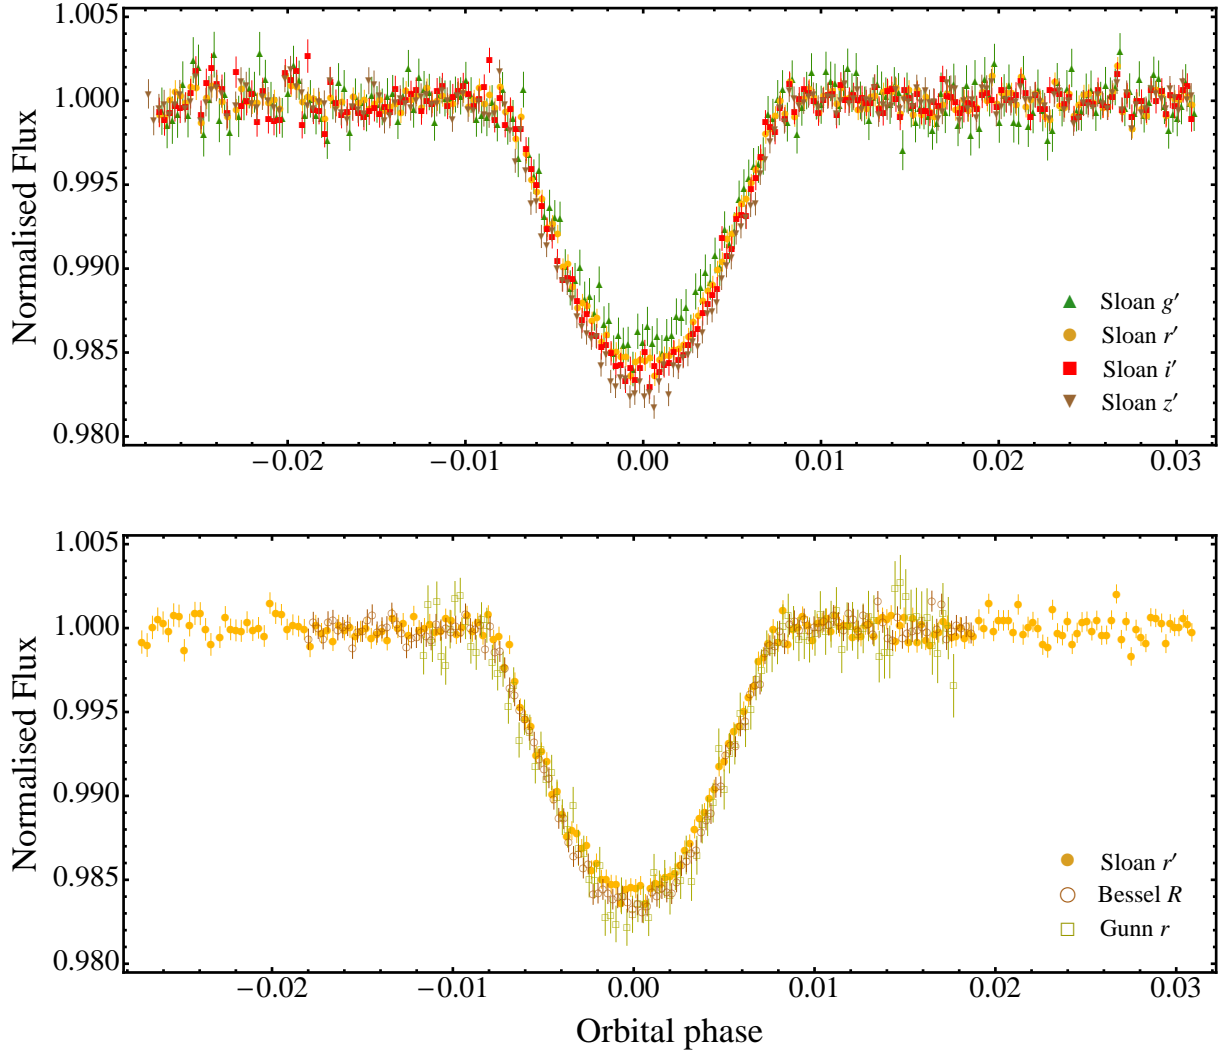 1.005
1.000
0.995
0.990
0.985
0.980
Normalised Flux
Sloan g′
Sloan r′
Sloan i′
Sloan z′
−0.02 −0.01 0.00 0.01 0.02 0.03
1.005
1.000
0.995
0.990
0.985
0.980
Normalised Flux
Sloan r′
Bessel R
Gunn r
−0.02 −0.01 0.00 0.01 0.02 0.03
Orbital phase